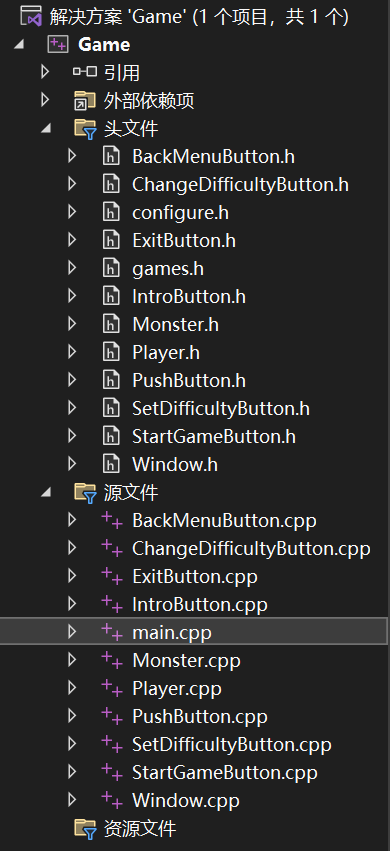 解决方案 'Game' (1 个项目，共 1 个)
Game
引用
外部依赖项
头文件
BackMenuButton.h
ChangeDifficultyButton.h
configure.h
ExitButton.h
games.h
IntroButton.h
Monster.h
Player.h
PushButton.h
SetDifficultyButton.h
StartGameButton.h
Window.h
源文件
BackMenuButton.cpp
ChangeDifficultyButton.cpp
ExitButton.cpp
IntroButton.cpp
main.cpp
Monster.cpp
Player.cpp
PushButton.cpp
SetDifficultyButton.cpp
StartGameButton.cpp
Window.cpp
资源文件